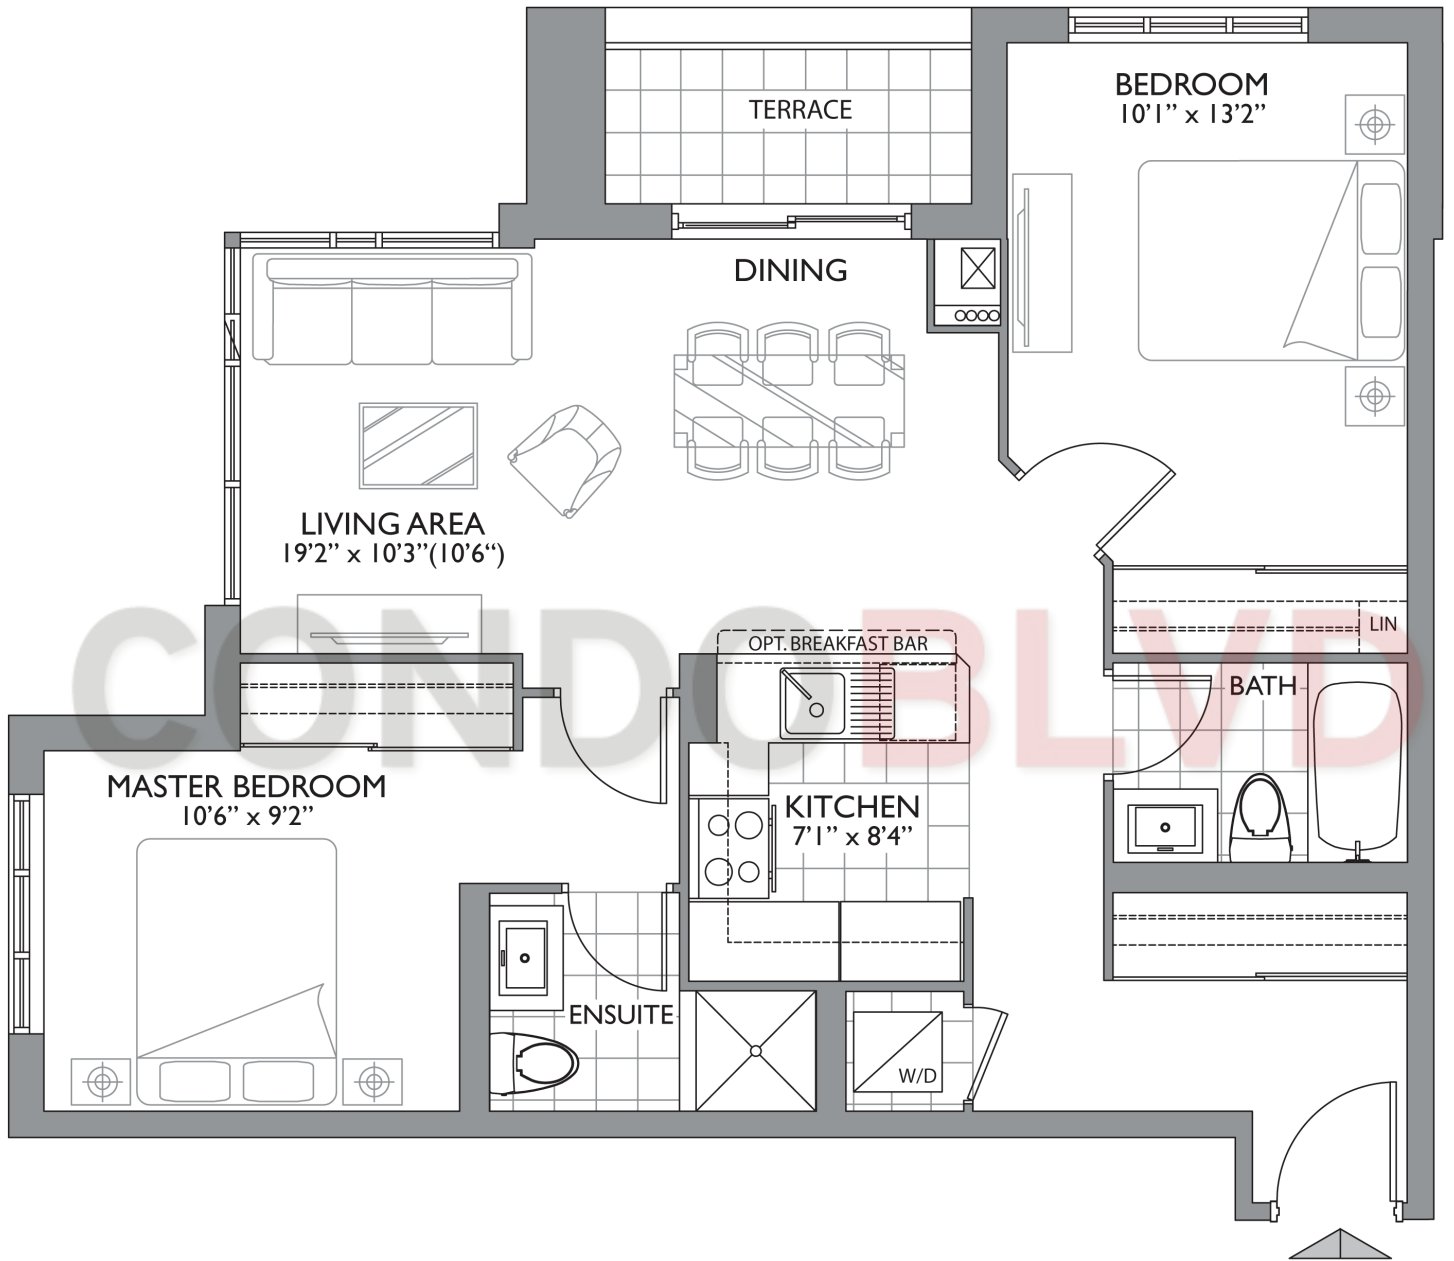 BEDROOM
10'1" x 13'2"
TERRACE
DINING
LIVING AREA
19'2" x 10'3"(10'6")
OPT. BREAKFAST BAR
LIN
CONDOBLVD
BATH
MASTER BEDROOM
10'6" x 9'2"
KITCHEN
7'1" x 8'4"
ENSUITE
W/D